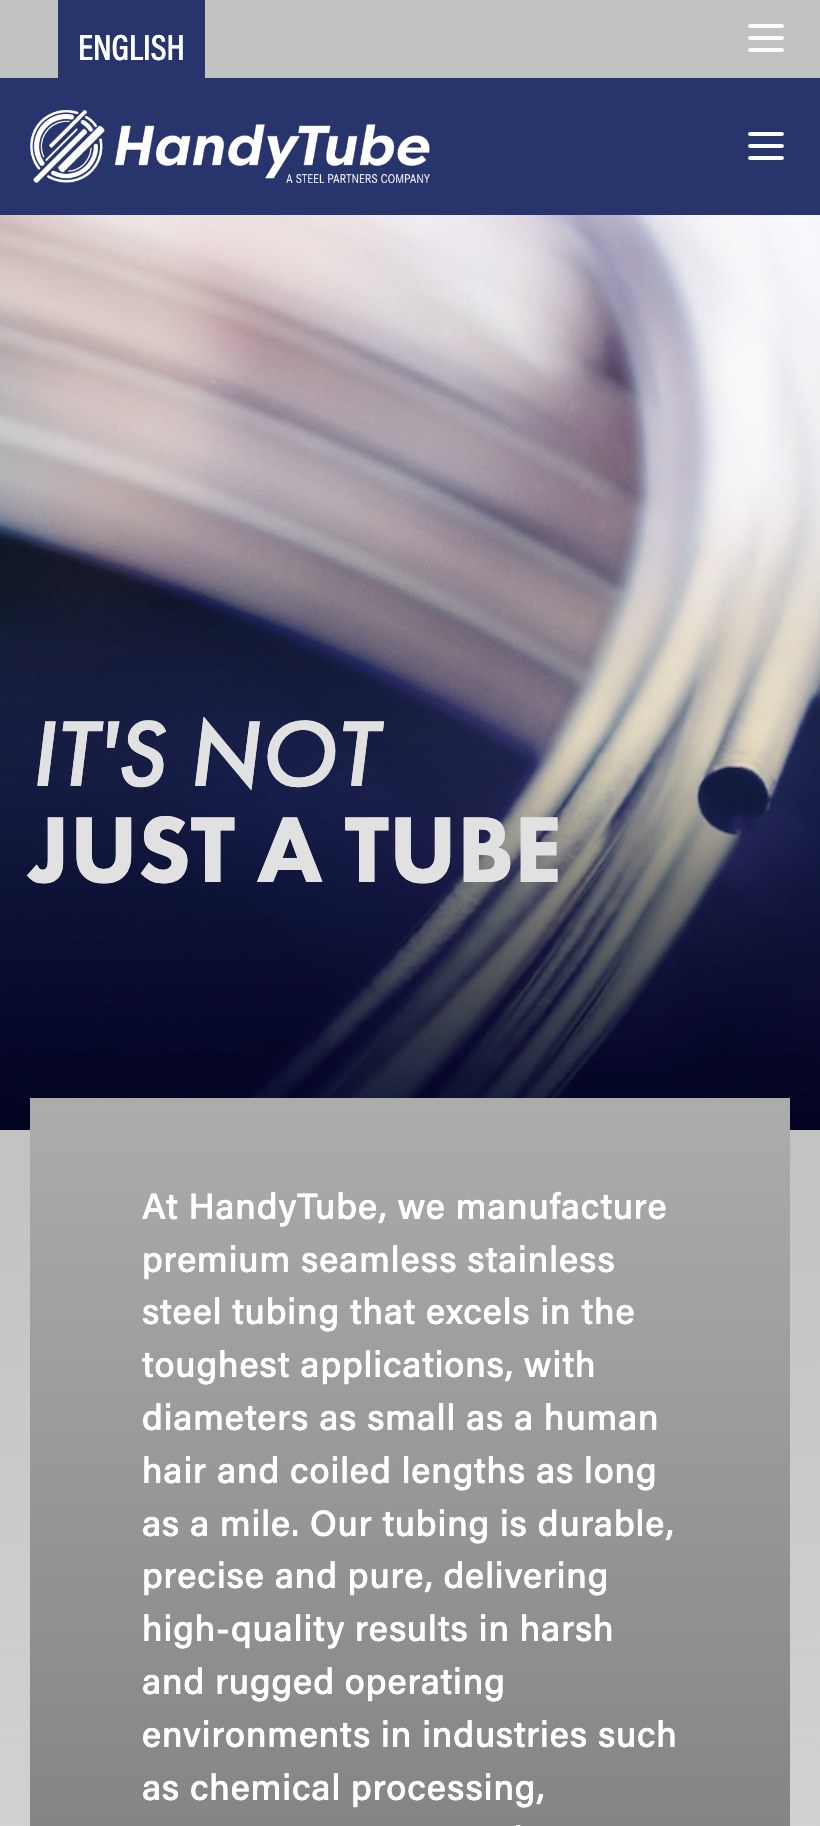 ENGLISH
HandyTube
A STEEL PARTNERS COMPANY
IT'S NOT
JUST A TUBE
At HandyTube, we manufacture
premium seamless stainless
steel tubing that excels in the
toughest applications, with
diameters as small as a human
hair and coiled lengths as long
as a mile. Our tubing is durable,
precise and pure, delivering
high-quality results in harsh
and rugged operating
environments in industries such
as chemical processing,